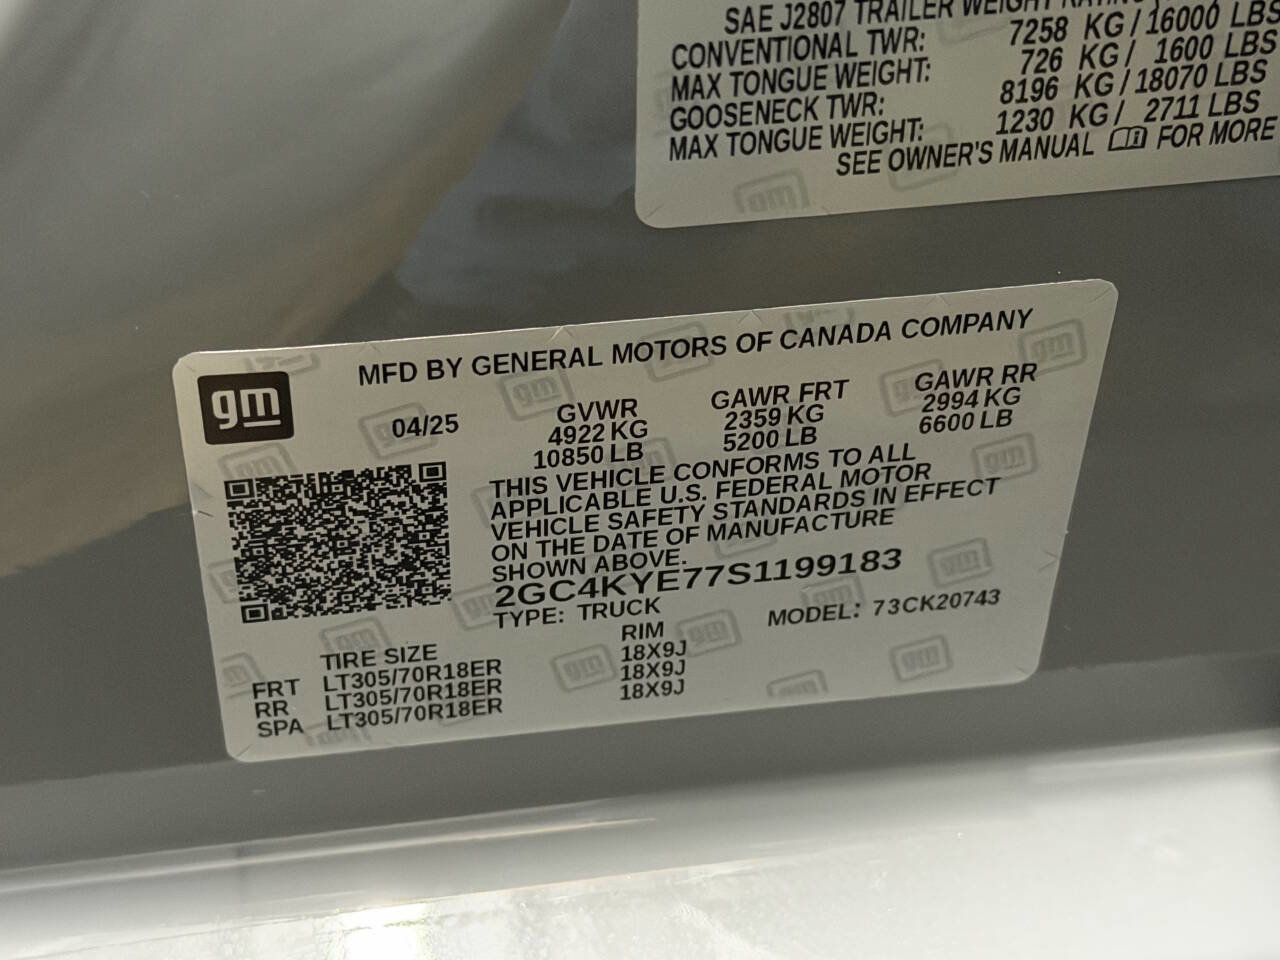 SAE J2807 TRAILER WEIGHT
CONVENTIONAL TWR: 7258 KG/16000 LBS
MAX TONGUE WEIGHT: 726 KG/ 1600 LBS
GOOSENECK TWR: 8196 KG/18070 LBS
MAX TONGUE WEIGHT: 1230 KG/ 2711 LBS
SEE OWNER'S MANUAL FOR MORE
MFD BY GENERAL MOTORS OF CANADA COMPANY
gm
04/25 GVWR GAWR FRT GAWR RR
4922 KG 2359 KG 2994 KG
10850 LB 5200 LB 6600 LB
THIS VEHICLE CONFORMS TO ALL
APPLICABLE U.S. FEDERAL MOTOR
VEHICLE SAFETY STANDARDS IN EFFECT
ON THE DATE OF MANUFACTURE
SHOWN ABOVE.
2GC4KYE77S1199183
TYPE: TRUCK MODEL: 73CK20743
TIRE SIZE RIM
FRT LT305/70R18ER 18X9J
RR LT305/70R18ER 18X9J
SPA LT305/70R18ER 18X9J